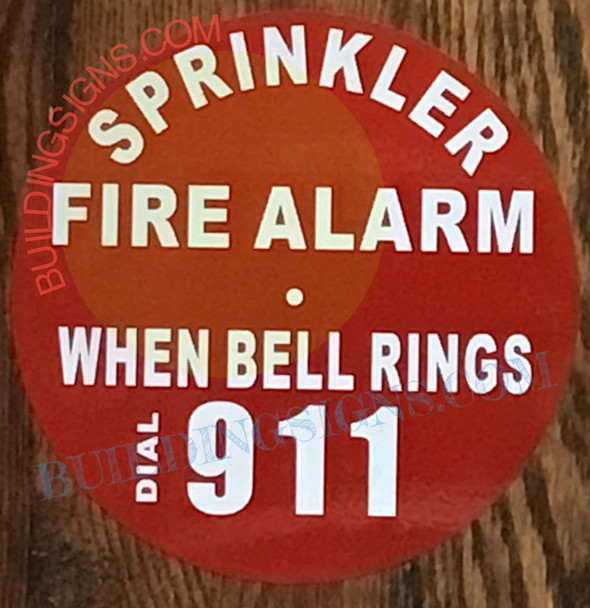 BUILDINGSIGNS.COM
SPRINKLER
FIRE ALARM
•
WHEN BELL RINGS
DIAL 911
BUILDINGSIGNS.COM